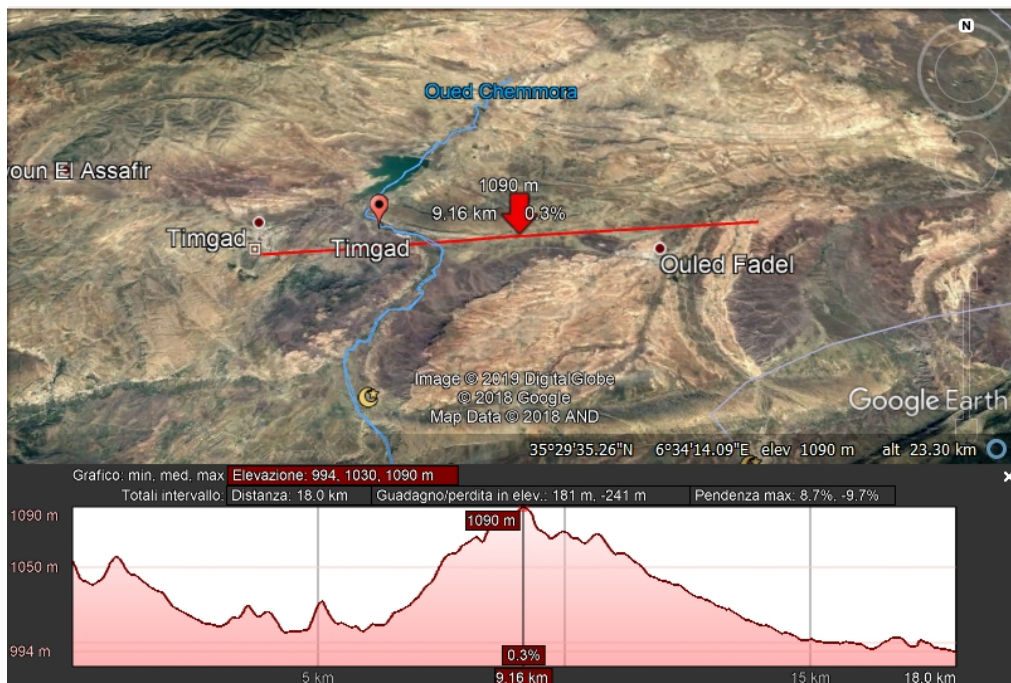 N
Oued Chemmora
youn El Assafir
1090 m
9.16 km 0.3%
Timgad
Timgad
Ouled Fadel
Image © 2019 DigitalGlobe
© 2018 Google
Map Data © 2018 AND
Google Earth
35°29'35.26"N 6°34'14.09"E elev 1090 m alt 23.30 km
Grafico: min, med, max Elevazione: 994, 1030, 1090 m
Totali intervallo: Distanza: 18.0 km Guadagno/perdita in elev.: 181 m, -241 m Pendenza max: 8.7%, -9.7%
1090 m
1090 m
1050 m
994 m
0.3%
5 km 9.16 km 15 km 18.0 km